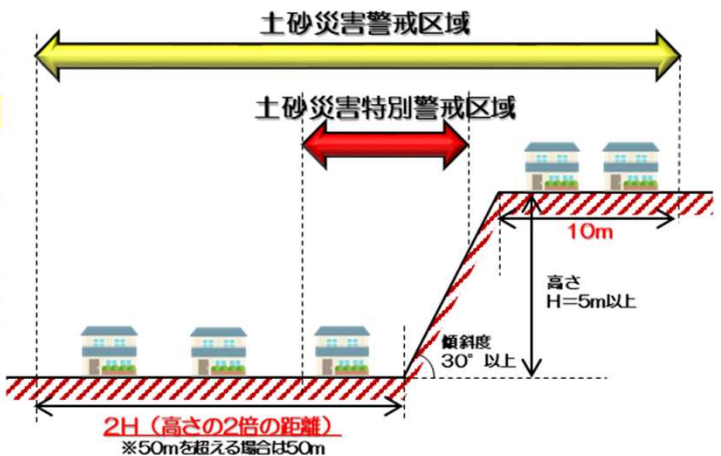 土砂災害警戒区域
土砂災害特別警戒区域
10m
高さ
H=5m以上
傾斜度
30°以上
2H(高さの2倍の距離)
※50mを超える場合は50m